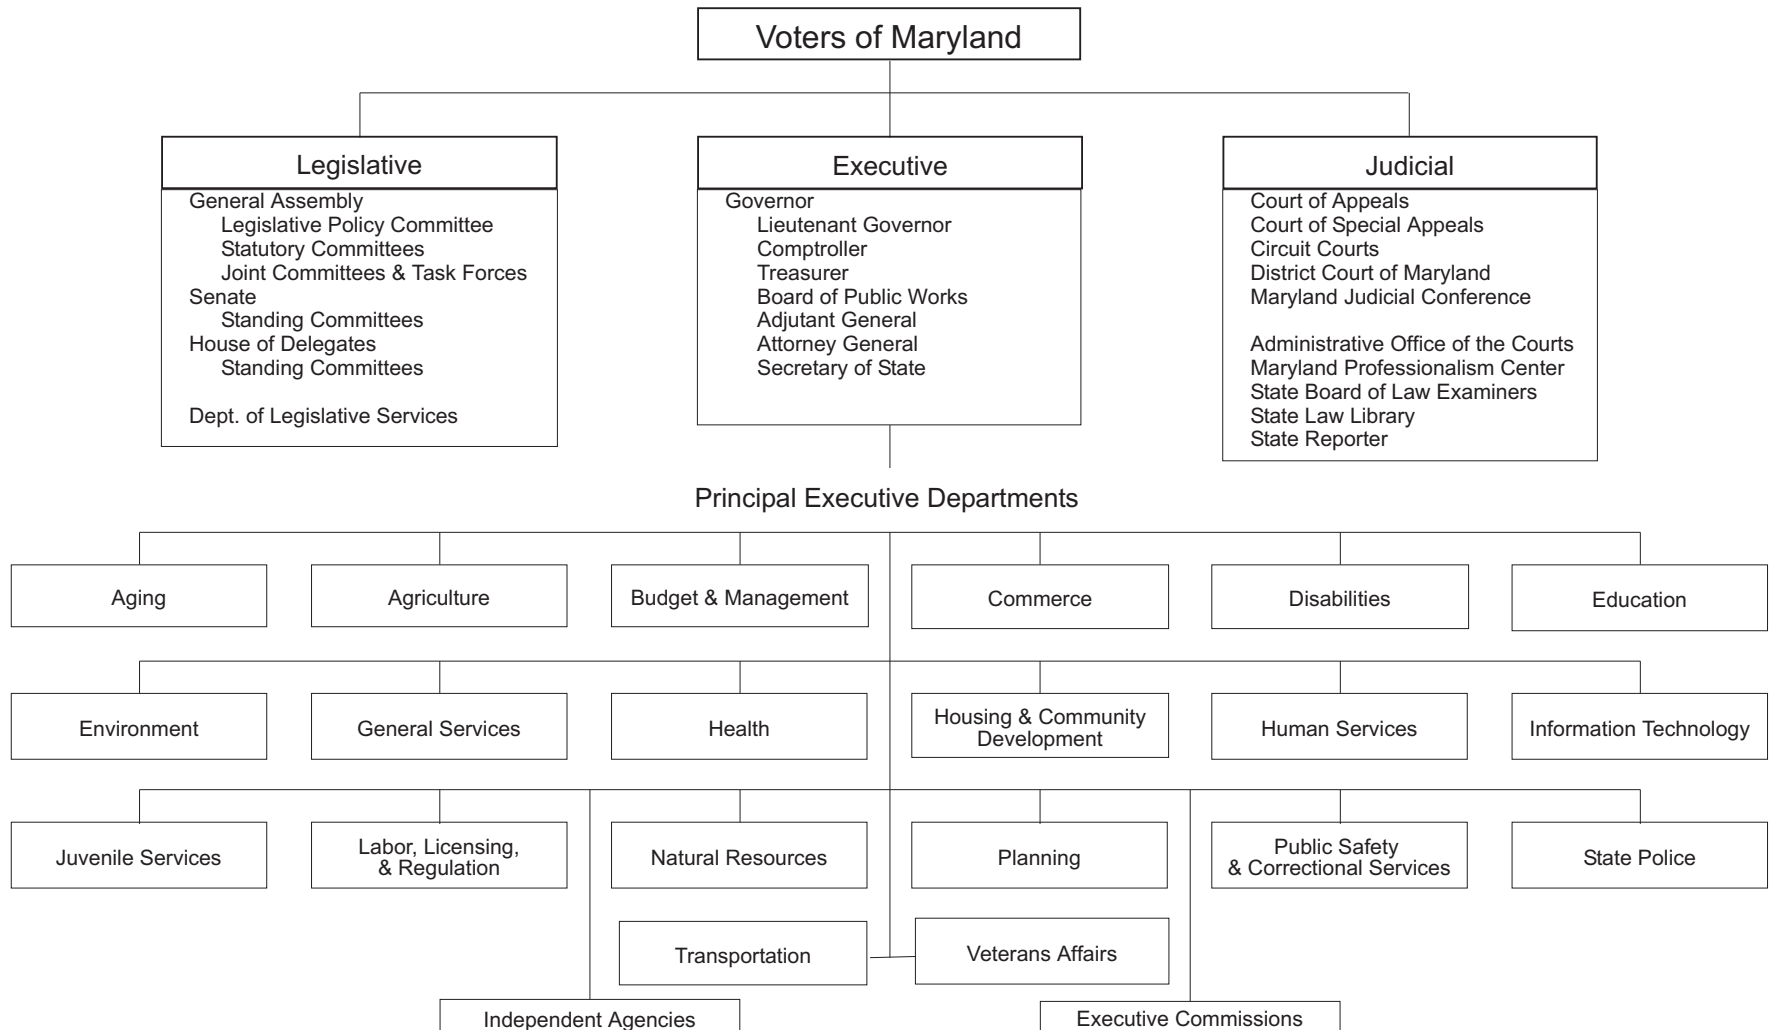 Voters of Maryland
Legislative
General Assembly
Legislative Policy Committee
Statutory Committees
Joint Committees & Task Forces
Senate
Standing Committees
House of Delegates
Standing Committees
Dept. of Legislative Services
Executive
Governor
Lieutenant Governor
Comptroller
Treasurer
Board of Public Works
Adjutant General
Attorney General
Secretary of State
Judicial
Court of Appeals
Court of Special Appeals
Circuit Courts
District Court of Maryland
Maryland Judicial Conference
Administrative Office of the Courts
Maryland Professionalism Center
State Board of Law Examiners
State Law Library
State Reporter
Principal Executive Departments
Aging
Agriculture
Budget & Management
Commerce
Disabilities
Education
Environment
General Services
Health
Housing & Community
Development
Human Services
Information Technology
Juvenile Services
Labor, Licensing,
& Regulation
Natural Resources
Planning
Public Safety
& Correctional Services
State Police
Transportation
Veterans Affairs
Independent Agencies
Executive Commissions